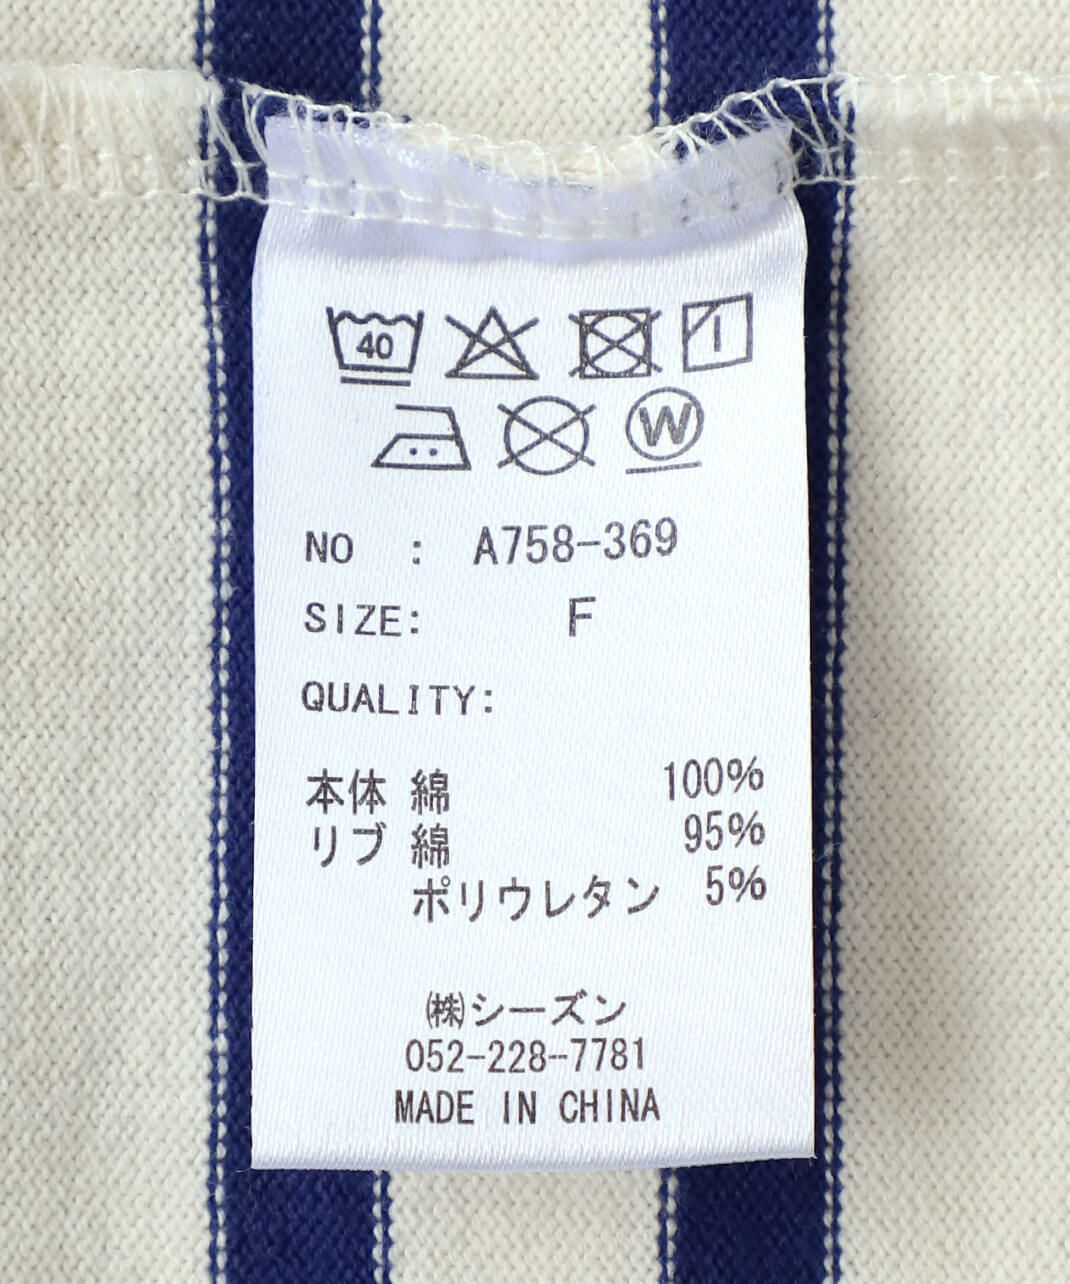 40
W
NO : A758-369
SIZE: F
QUALITY:
本体 綿 100%
リブ 綿 95%
ポリウレタン 5%
㈱シーズン
052-228-7781
MADE IN CHINA